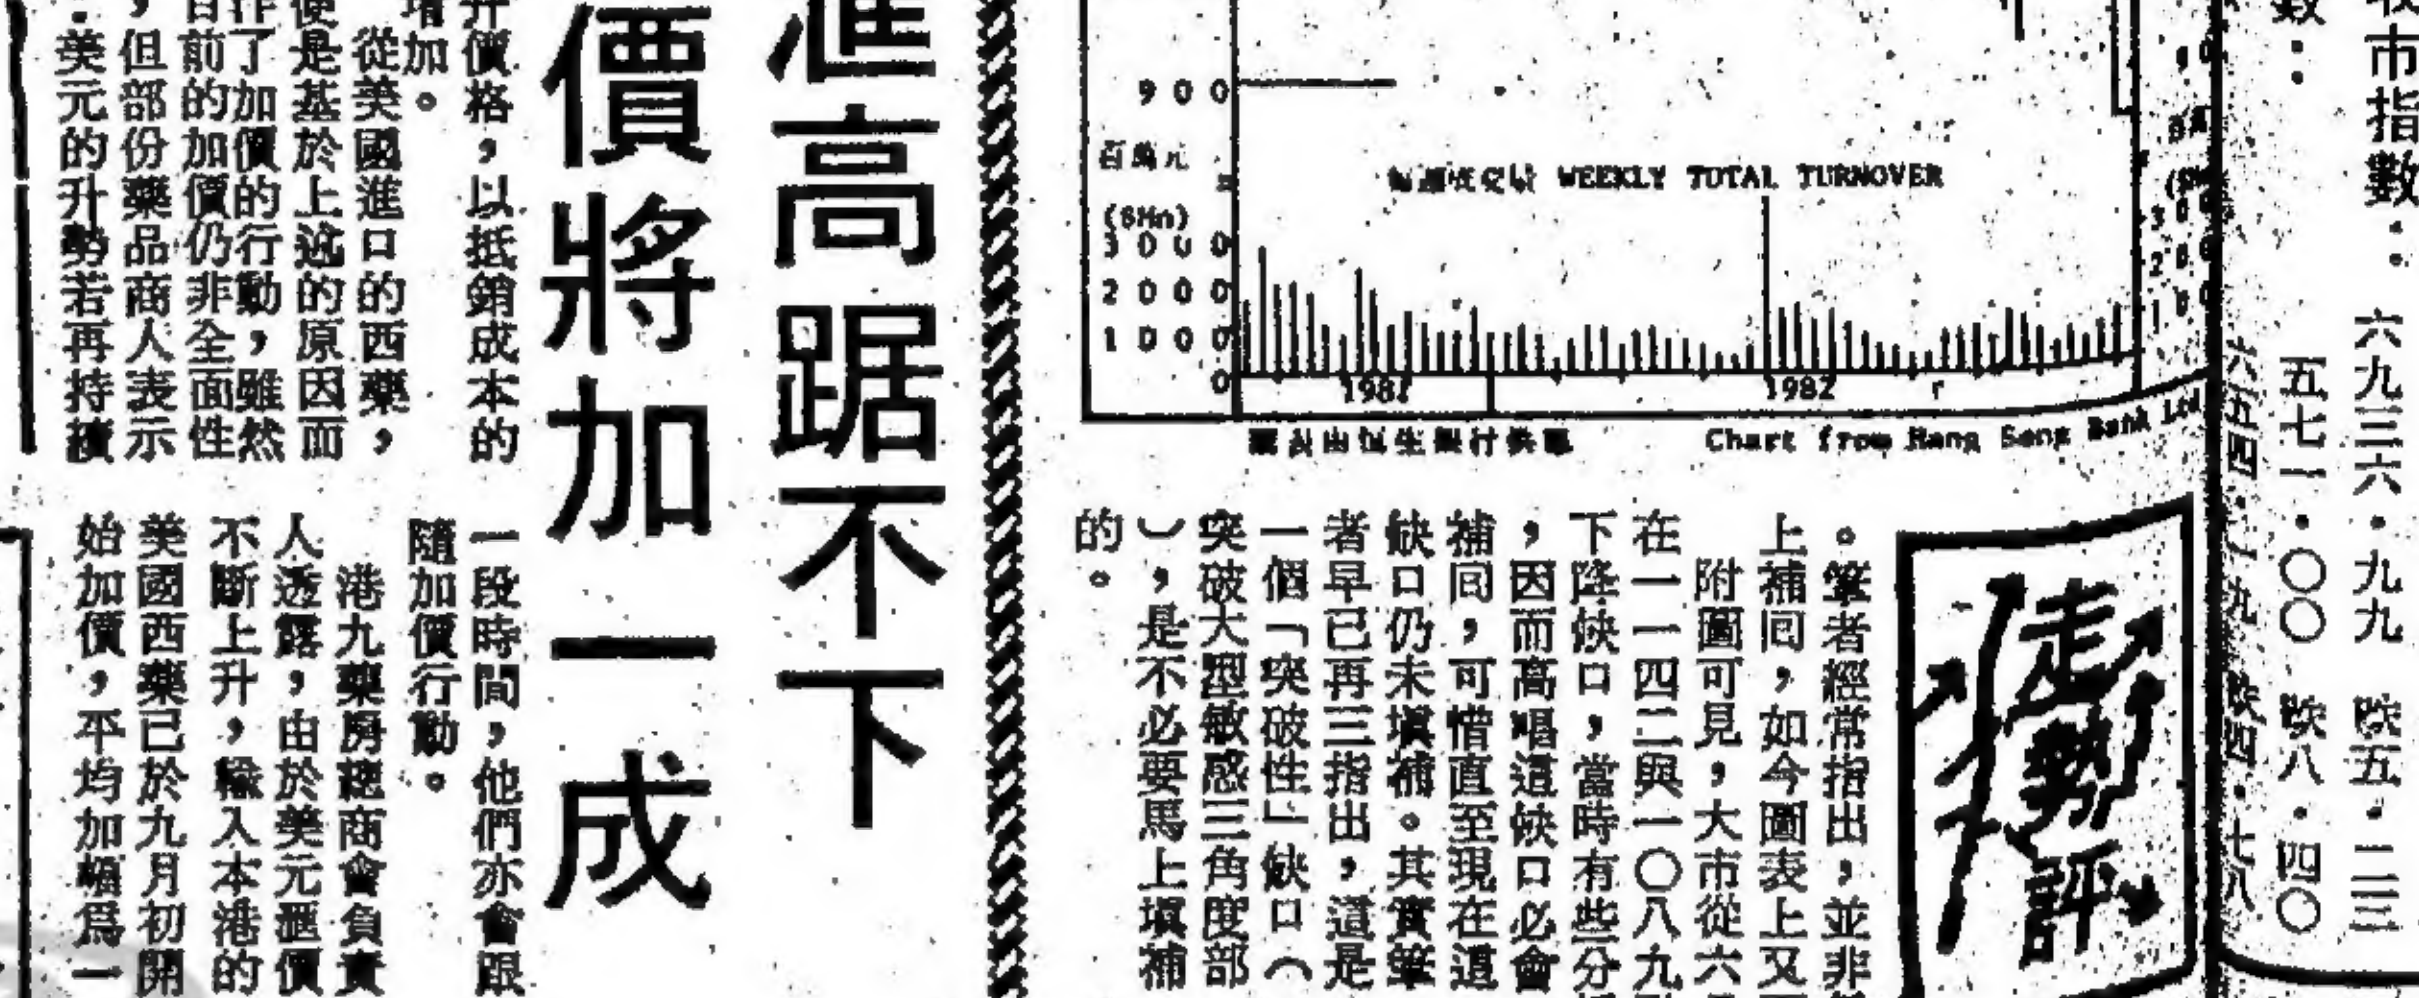 數：
收市指數：
六九三六・九九
五七一・〇〇
跌五・二三
跌八・四〇
六五四・一九
跌四・七八
900
百萬元
($Mn)
3000
2000
1000
0
WEEKLY TOTAL TURNOVER
1981
1982
圖表由恒生銀行供應
Chart from Hang Seng Bank Ltd
走勢評
。筆者經常指出，並非
上補回，如今圖表上又
附圖可見，大市從六
在一一四二與一〇八九
下降缺口，當時有些分
，因而高唱這缺口必會
補回，可惜直至現在這
缺口仍未填補。其實筆
者早已再三指出，這是
一個「突破性」缺口（
突破大型敏感三角度部
），是不必要馬上填補
的。
高踞不下
價將加一成
升價格，以抵銷成本的
增加。
從美國進口的西藥，
便是基於上述的原因而
作了加價的行動，雖然
目前的加價仍非全面性
，但部份藥品商人表示
：美元的升勢若再持續
一段時間，他們亦會跟
隨加價行動。
港九藥房總商會負責
人透露，由於美元匯價
不斷上升，輸入本港的
美國西藥已於九月初開
始加價，平均加幅爲一